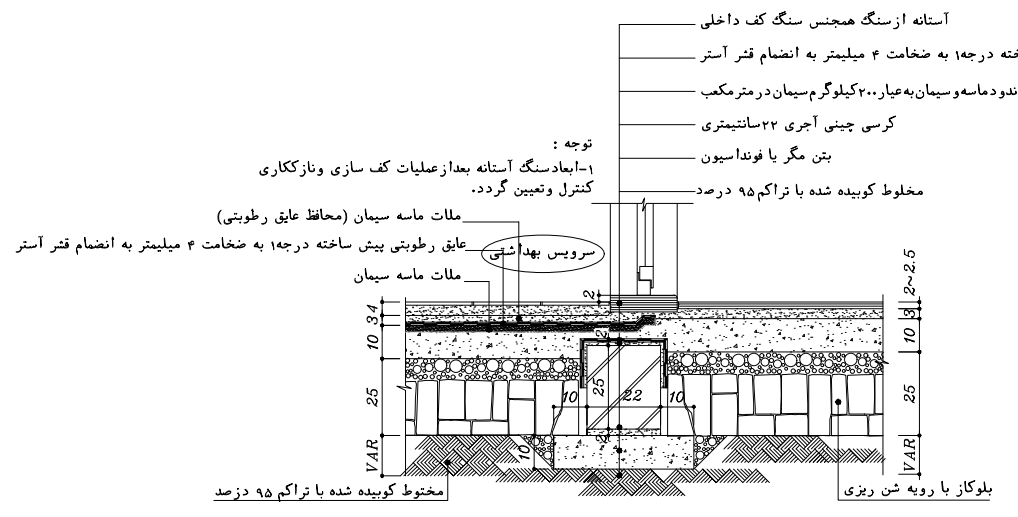 آستانه ازسنگ همجنس سنگ کف داخلی
خته درجه۱ به ضخامت ۴ میلیمتر به انضمام قشر آستر
ندودماسه‌وسیمان‌به‌عیار۲۰۰کیلوگرم‌سیمان‌درمترمکعب
کرسی چینی آجری ۲۲سانتیمتری
بتن مگر یا فونداسیون
مخلوط کوبیده شده با تراکم ۹۵ درصد
توجه :
۱-ابعادسنگ آستانه بعدازعملیات کف سازی ونازککاری
کنترل وتعیین گردد.
ملات ماسه سیمان (محافظ عایق رطوبتی)
عایق رطوبتی پیش ساخته درجه۱ به ضخامت ۴ میلیمتر به انضمام قشر آستر
سرویس بهداشتی
ملات ماسه سیمان
2
2~2.5
3
10
25
VAR
3 4
10
25
VAR
2
25
22
10
10
2
10
مختوط کوبیده شده با تراکم ۹۵ درصد
بلوکاژ با رویه شن ریزی